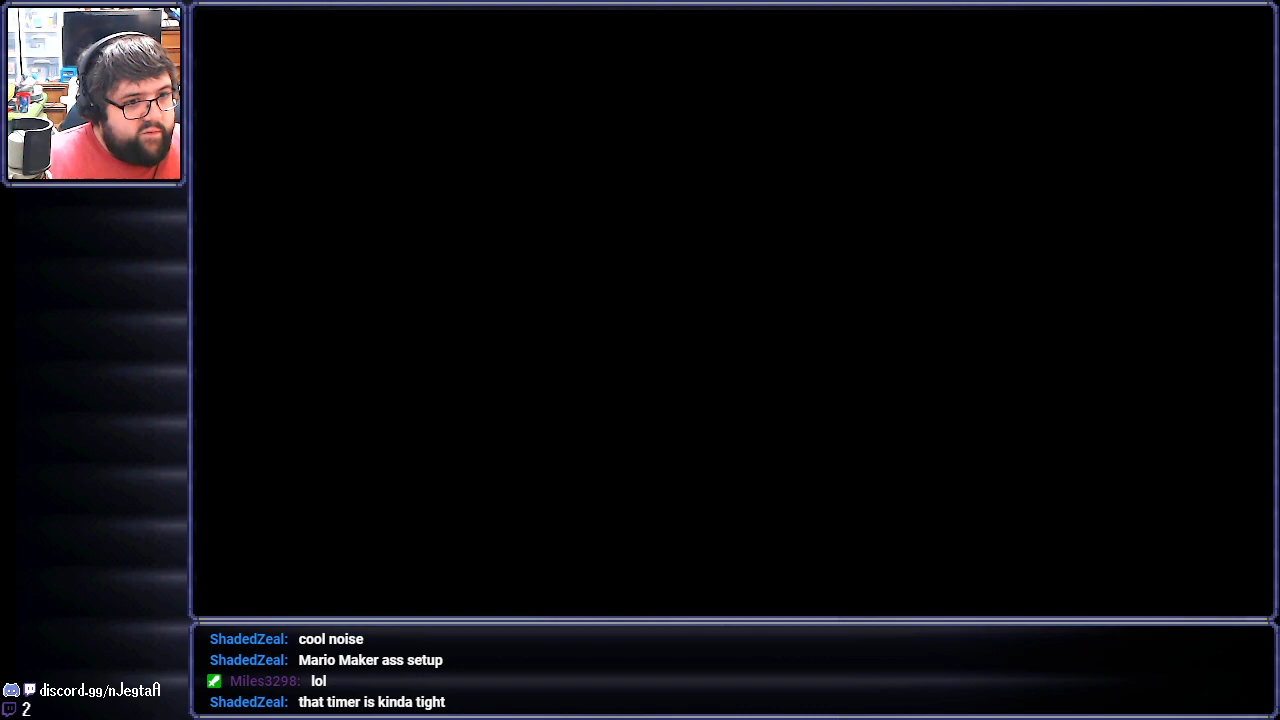 ShadedZeal: cool noise
ShadedZeal: Mario Maker ass setup
Miles3298: lol
ShadedZeal: that timer is kinda tight
discord.gg/nJegtaA
2